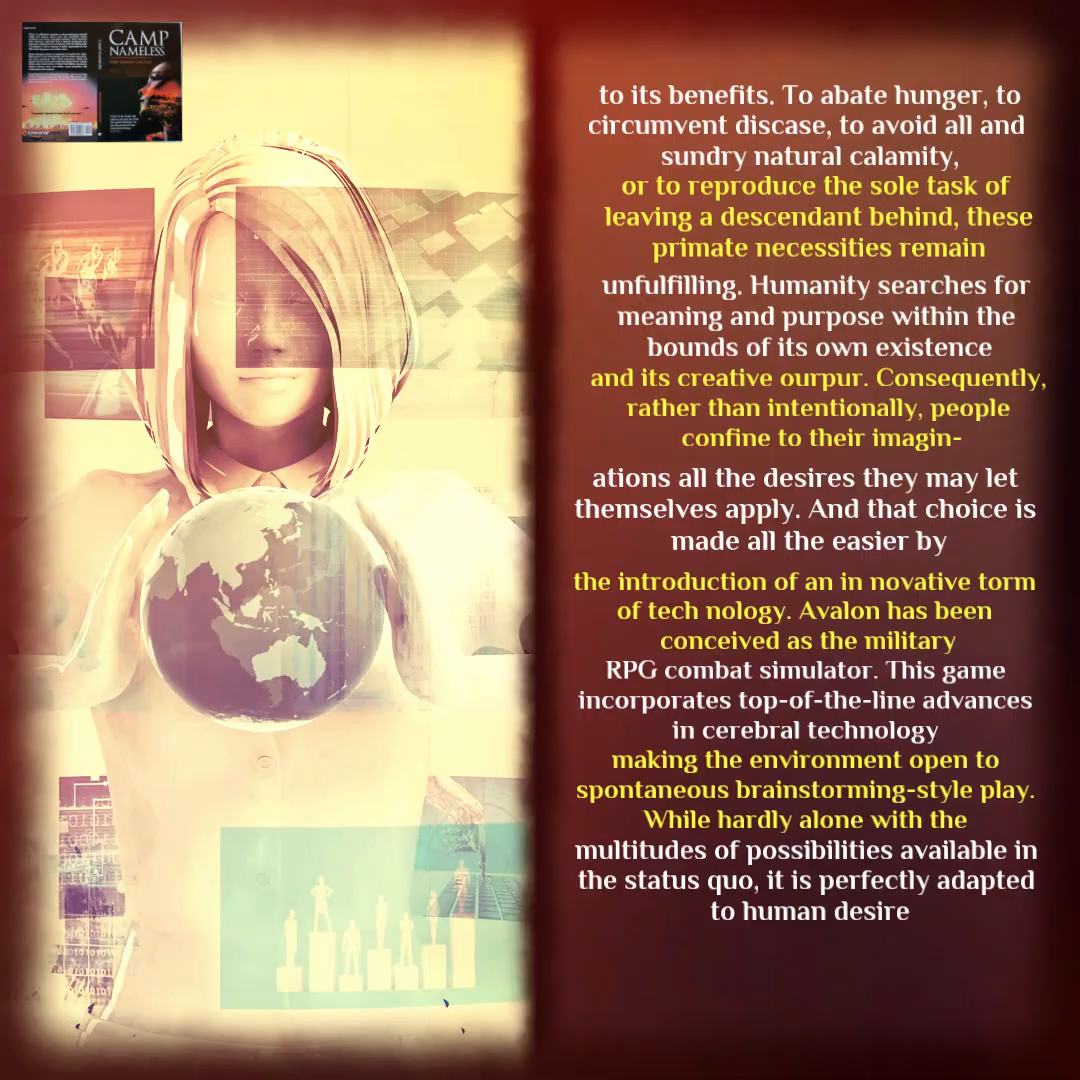 CAMP
NAMELESS
to its benefits. To abate hunger, to
circumvent discase, to avoid all and
sundry natural calamity,
or to reproduce the sole task of
leaving a descendant behind, these
primate necessities remain
unfulfilling. Humanity searches for
meaning and purpose within the
bounds of its own existence
and its creative ourpur. Consequently,
rather than intentionally, people
confine to their imagin-
ations all the desires they may let
themselves apply. And that choice is
made all the easier by
the introduction of an in novative torm
of tech nology. Avalon has been
conceived as the military
RPG combat simulator. This game
incorporates top-of-the-line advances
in cerebral technology
making the environment open to
spontaneous brainstorming-style play.
While hardly alone with the
multitudes of possibilities available in
the status quo, it is perfectly adapted
to human desire